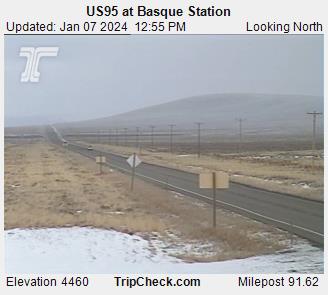 US95 at Basque Station
Updated: Jan 07 2024 12:55 PM Looking North
Elevation 4460 TripCheck.com Milepost 91.62